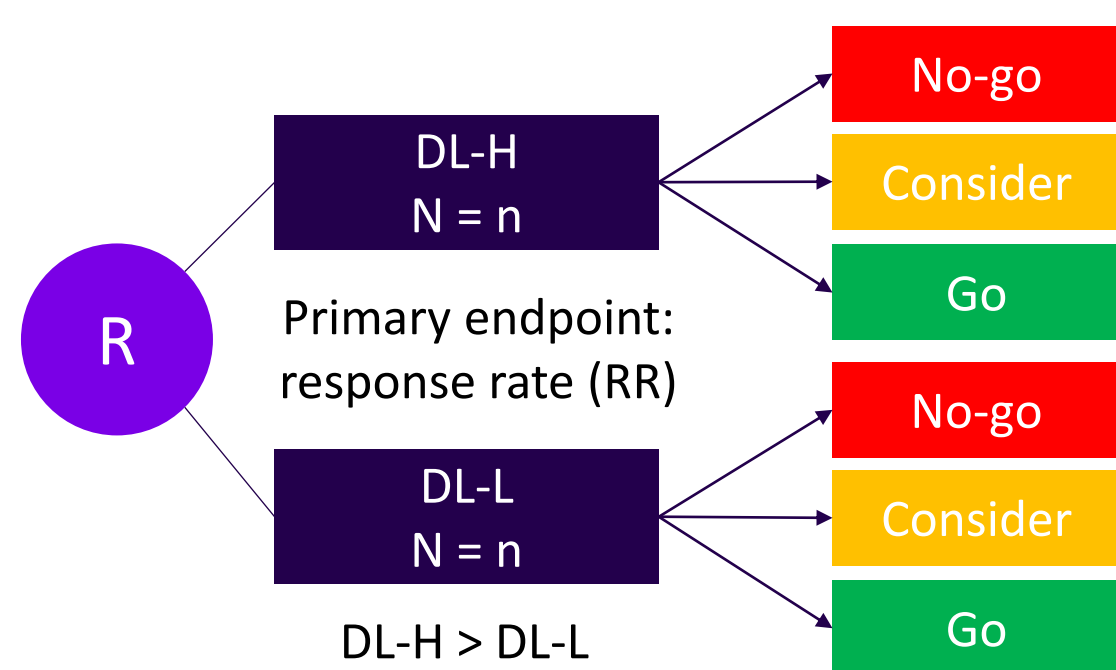 R
DL-H
N = n
Primary endpoint:
response rate (RR)
DL-L
N = n
DL-H > DL-L
No-go
Consider
Go
No-go
Consider
Go